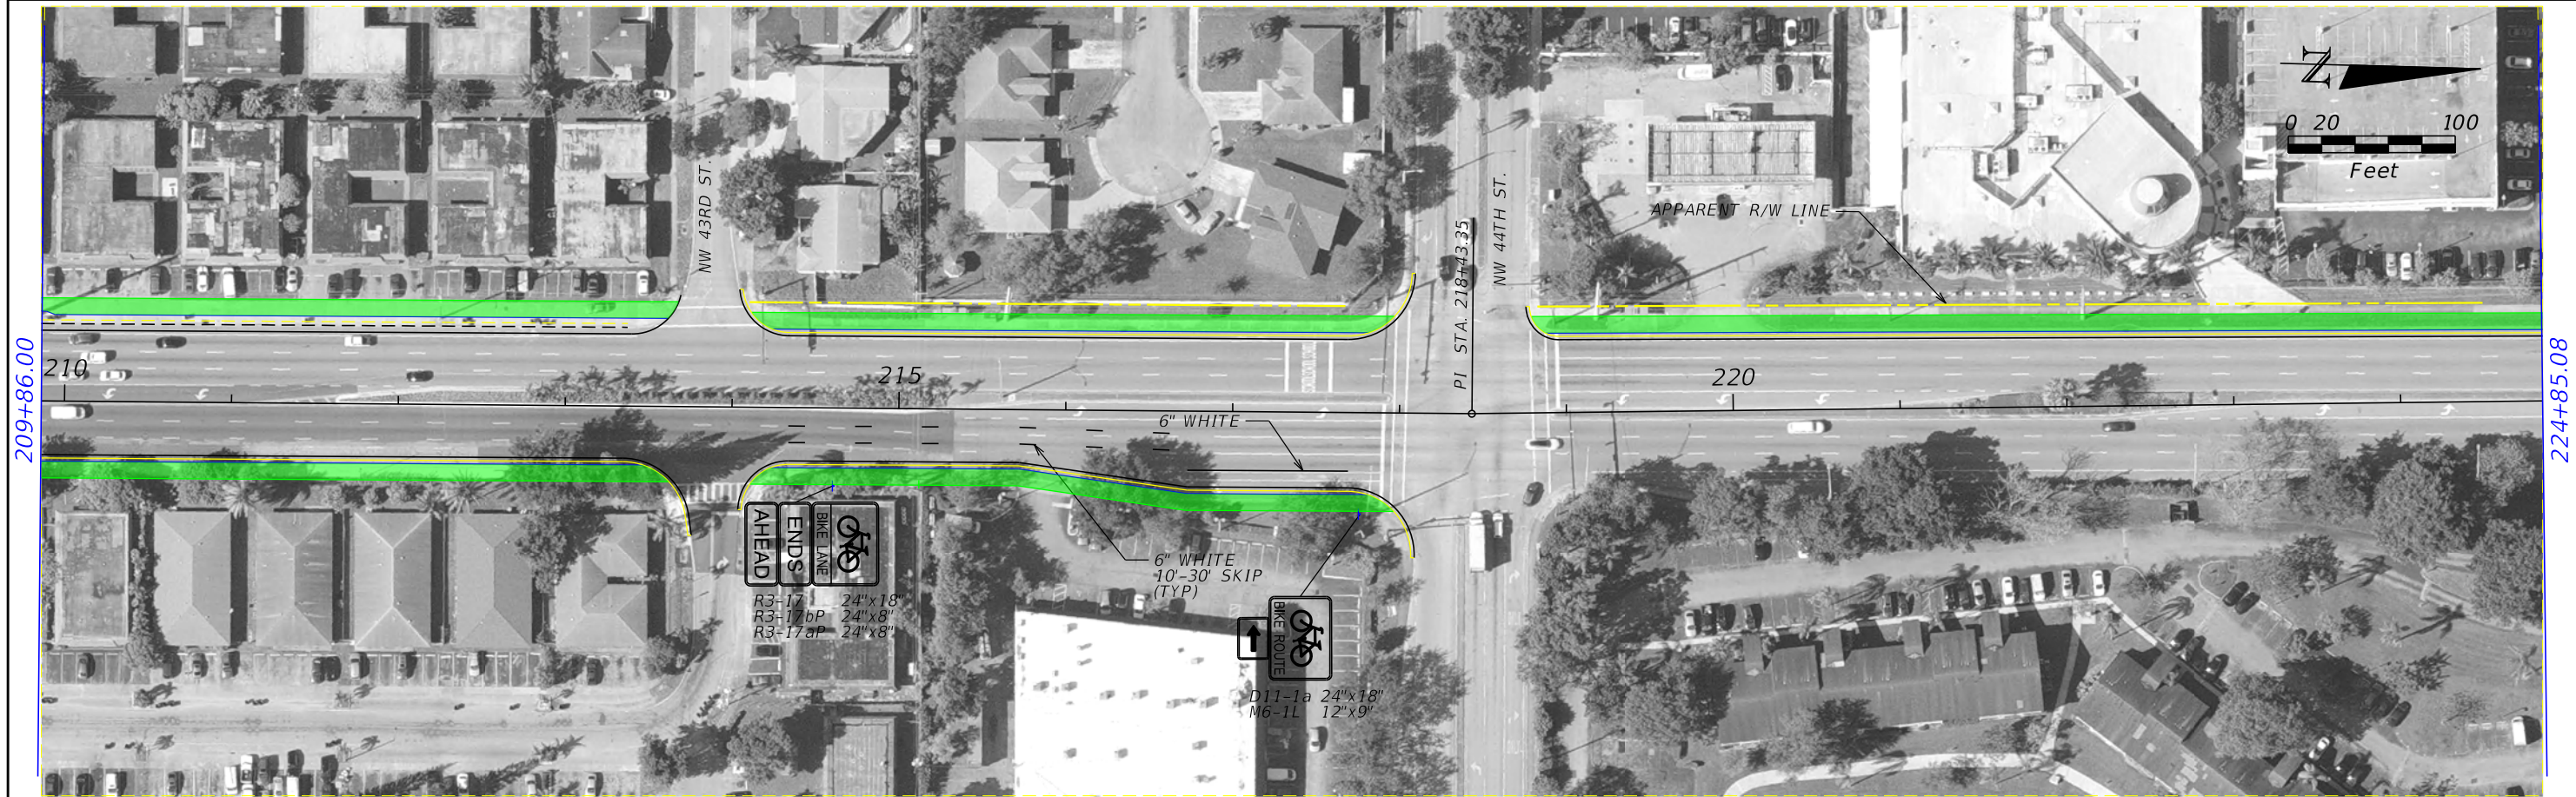 N
0 20 100
Feet
NW 43RD ST.
NW 44TH ST.
APPARENT R/W LINE
PI STA. 218+43.35
209+86.00
210
215
220
224+85.08
6" WHITE
6" WHITE
10'-30' SKIP
(TYP)
BIKE LANE
ENDS
AHEAD
R3-17 24"x18"
R3-17bP 24"x8"
R3-17aP 24"x8"
BIKE ROUTE
D11-1a 24"x18"
M6-1L 12"x9"